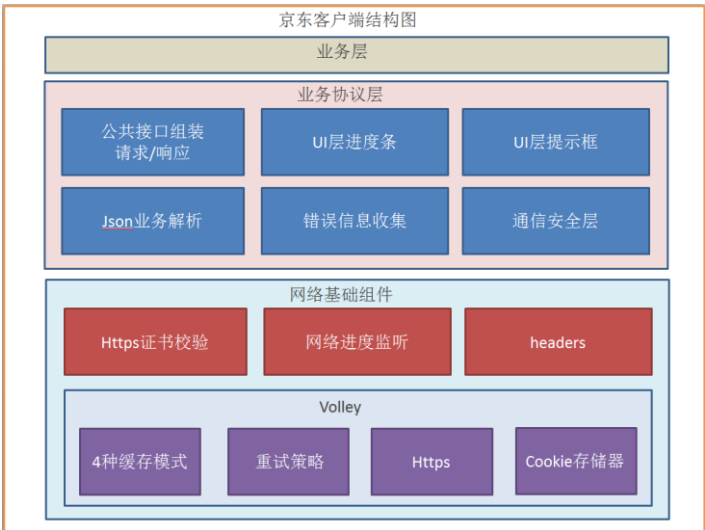 京东客户端结构图
业务层
业务协议层
公共接口组装
请求/响应
UI层进度条
UI层提示框
Json业务解析
错误信息收集
通信安全层
网络基础组件
Https证书校验
网络进度监听
headers
Volley
4种缓存模式
重试策略
Https
Cookie存储器